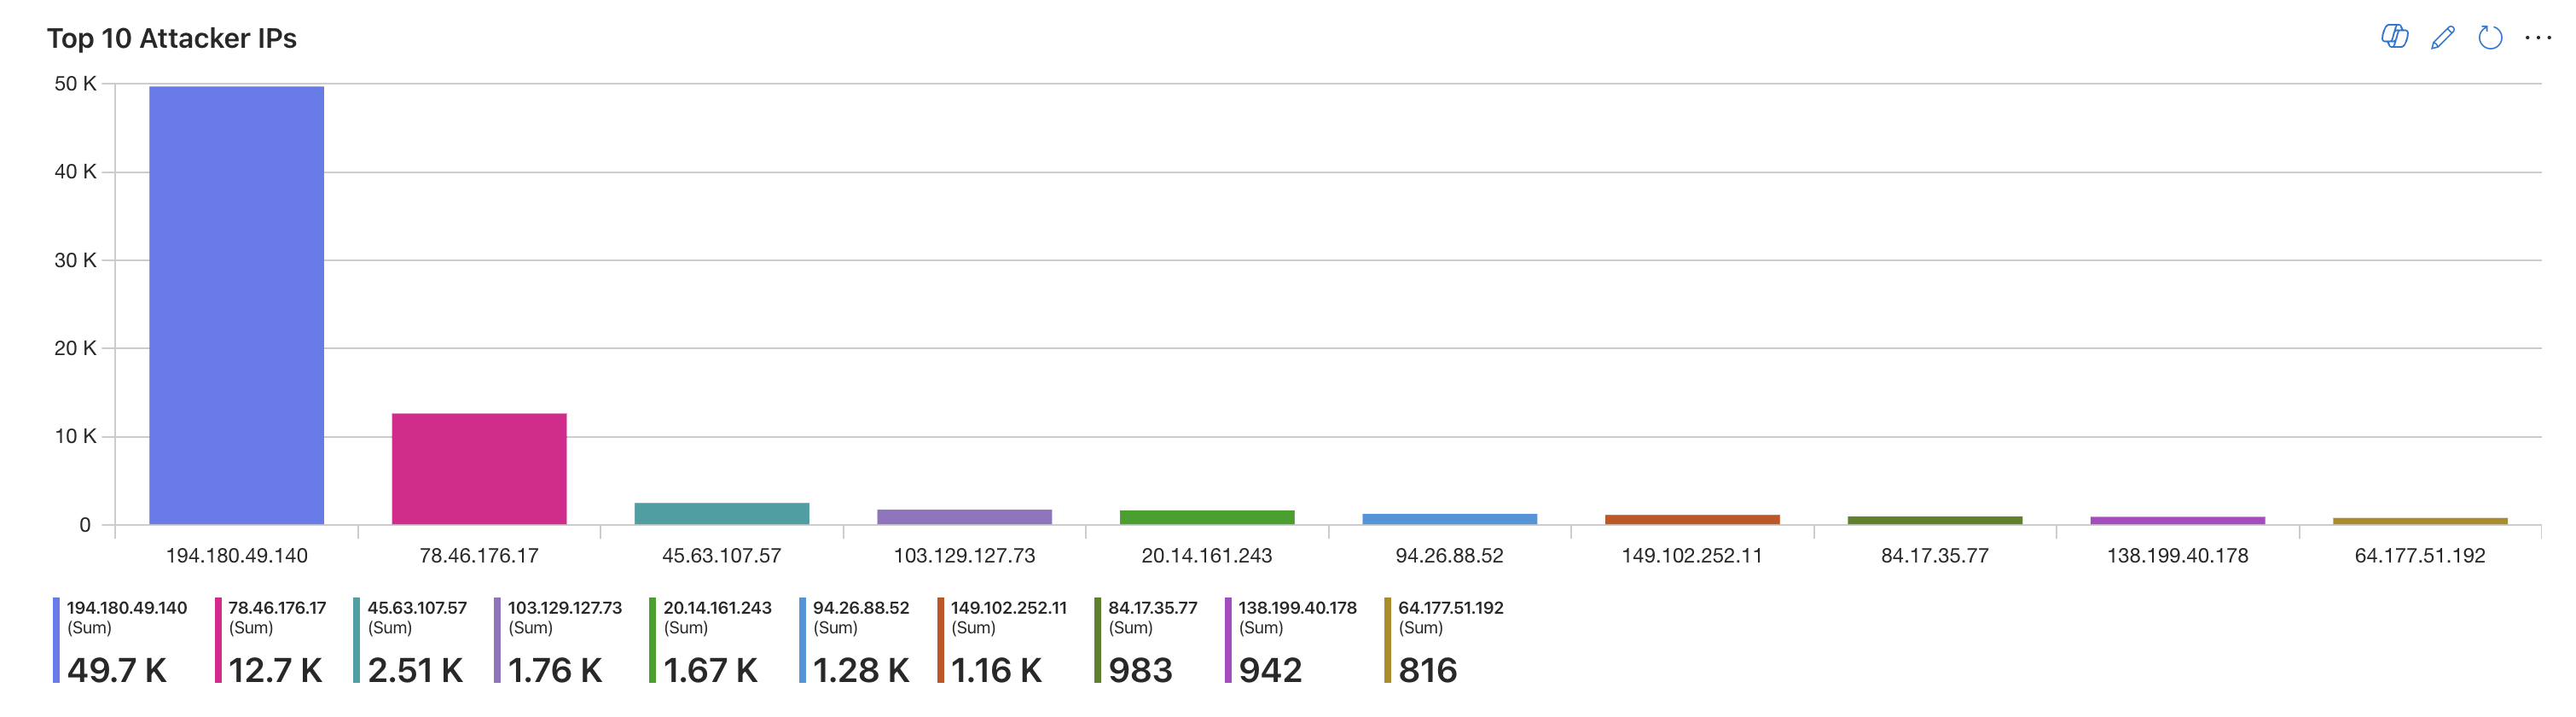 Top 10 Attacker IPs
50 K
40 K
30 K
20 K
10 K
0
194.180.49.140
78.46.176.17
45.63.107.57
103.129.127.73
20.14.161.243
94.26.88.52
149.102.252.11
84.17.35.77
138.199.40.178
64.177.51.192
194.180.49.140
(Sum)
49.7 K
78.46.176.17
(Sum)
12.7 K
45.63.107.57
(Sum)
2.51 K
103.129.127.73
(Sum)
1.76 K
20.14.161.243
(Sum)
1.67 K
94.26.88.52
(Sum)
1.28 K
149.102.252.11
(Sum)
1.16 K
84.17.35.77
(Sum)
983
138.199.40.178
(Sum)
942
64.177.51.192
(Sum)
816